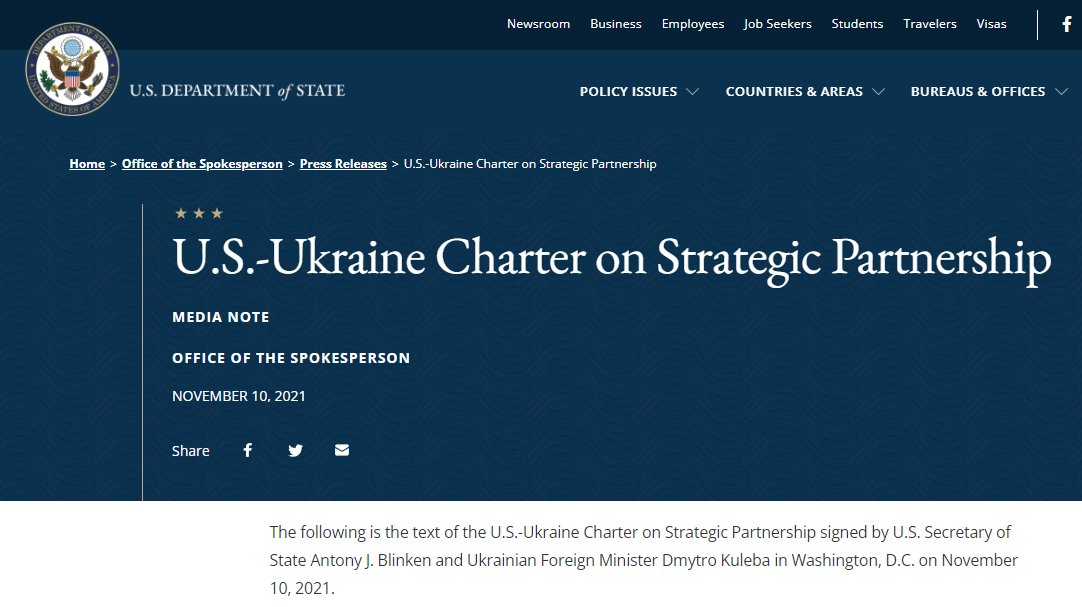 Newsroom Business Employees Job Seekers Students Travelers Visas
DEPARTMENT OF STATE
UNITED STATES OF AMERICA
U.S. DEPARTMENT of STATE
POLICY ISSUES COUNTRIES & AREAS BUREAUS & OFFICES
Home > Office of the Spokesperson > Press Releases > U.S.-Ukraine Charter on Strategic Partnership
U.S.-Ukraine Charter on Strategic Partnership
MEDIA NOTE
OFFICE OF THE SPOKESPERSON
NOVEMBER 10, 2021
Share
The following is the text of the U.S.-Ukraine Charter on Strategic Partnership signed by U.S. Secretary of
State Antony J. Blinken and Ukrainian Foreign Minister Dmytro Kuleba in Washington, D.C. on November
10, 2021.